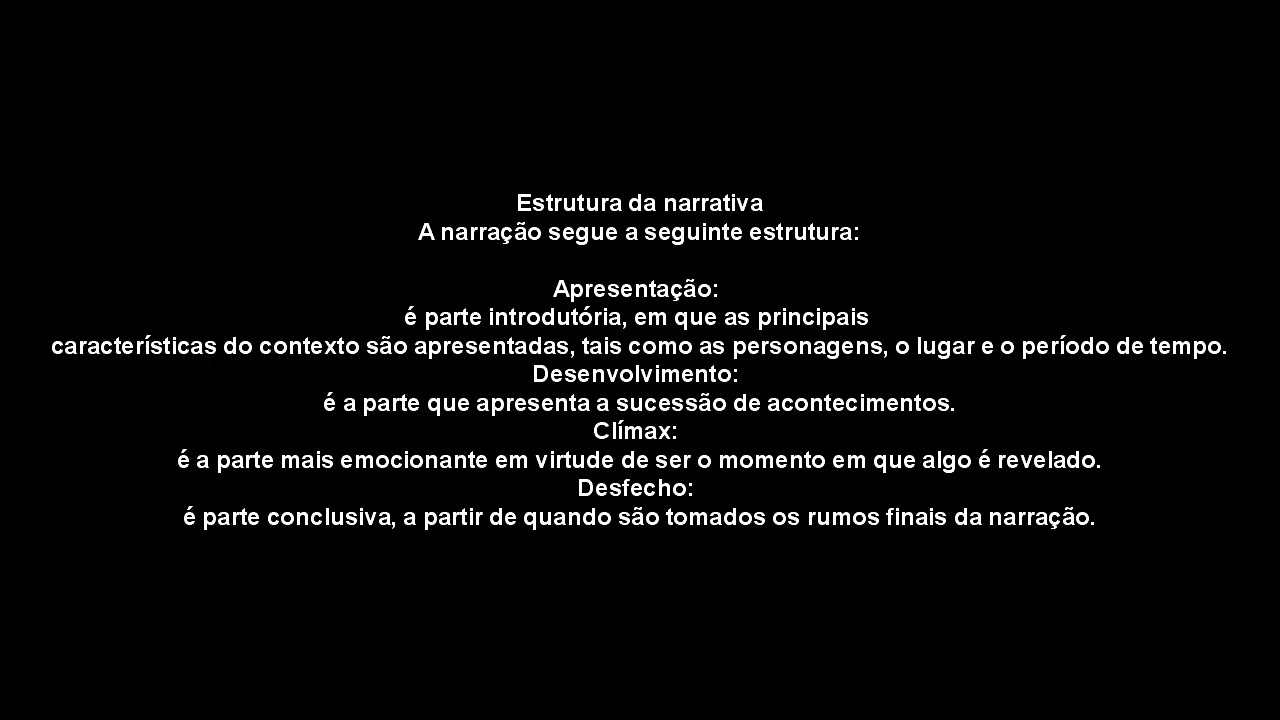 Estrutura da narrativa
A narração segue a seguinte estrutura:
Apresentação:
é parte introdutória, em que as principais
características do contexto são apresentadas, tais como as personagens, o lugar e o período de tempo.
Desenvolvimento:
é a parte que apresenta a sucessão de acontecimentos.
Clímax:
é a parte mais emocionante em virtude de ser o momento em que algo é revelado.
Desfecho:
é parte conclusiva, a partir de quando são tomados os rumos finais da narração.